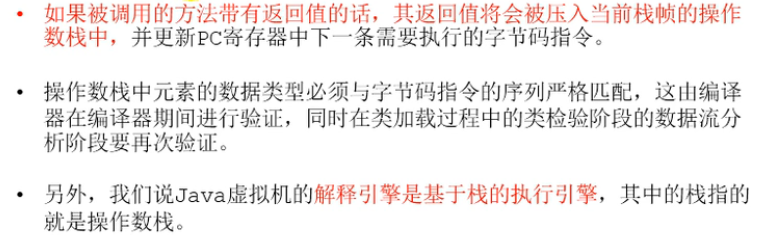 • 如果被调用的方法带有返回值的话，其返回值将会被压入当前栈帧的操作
数栈中，并更新PC寄存器中下一条需要执行的字节码指令。
• 操作数栈中元素的数据类型必须与字节码指令的序列严格匹配，这由编译
器在编译器期间进行验证，同时在类加载过程中的类检验阶段的数据流分
析阶段要再次验证。
• 另外，我们说Java虚拟机的解释引擎是基于栈的执行引擎，其中的栈指的
就是操作数栈。